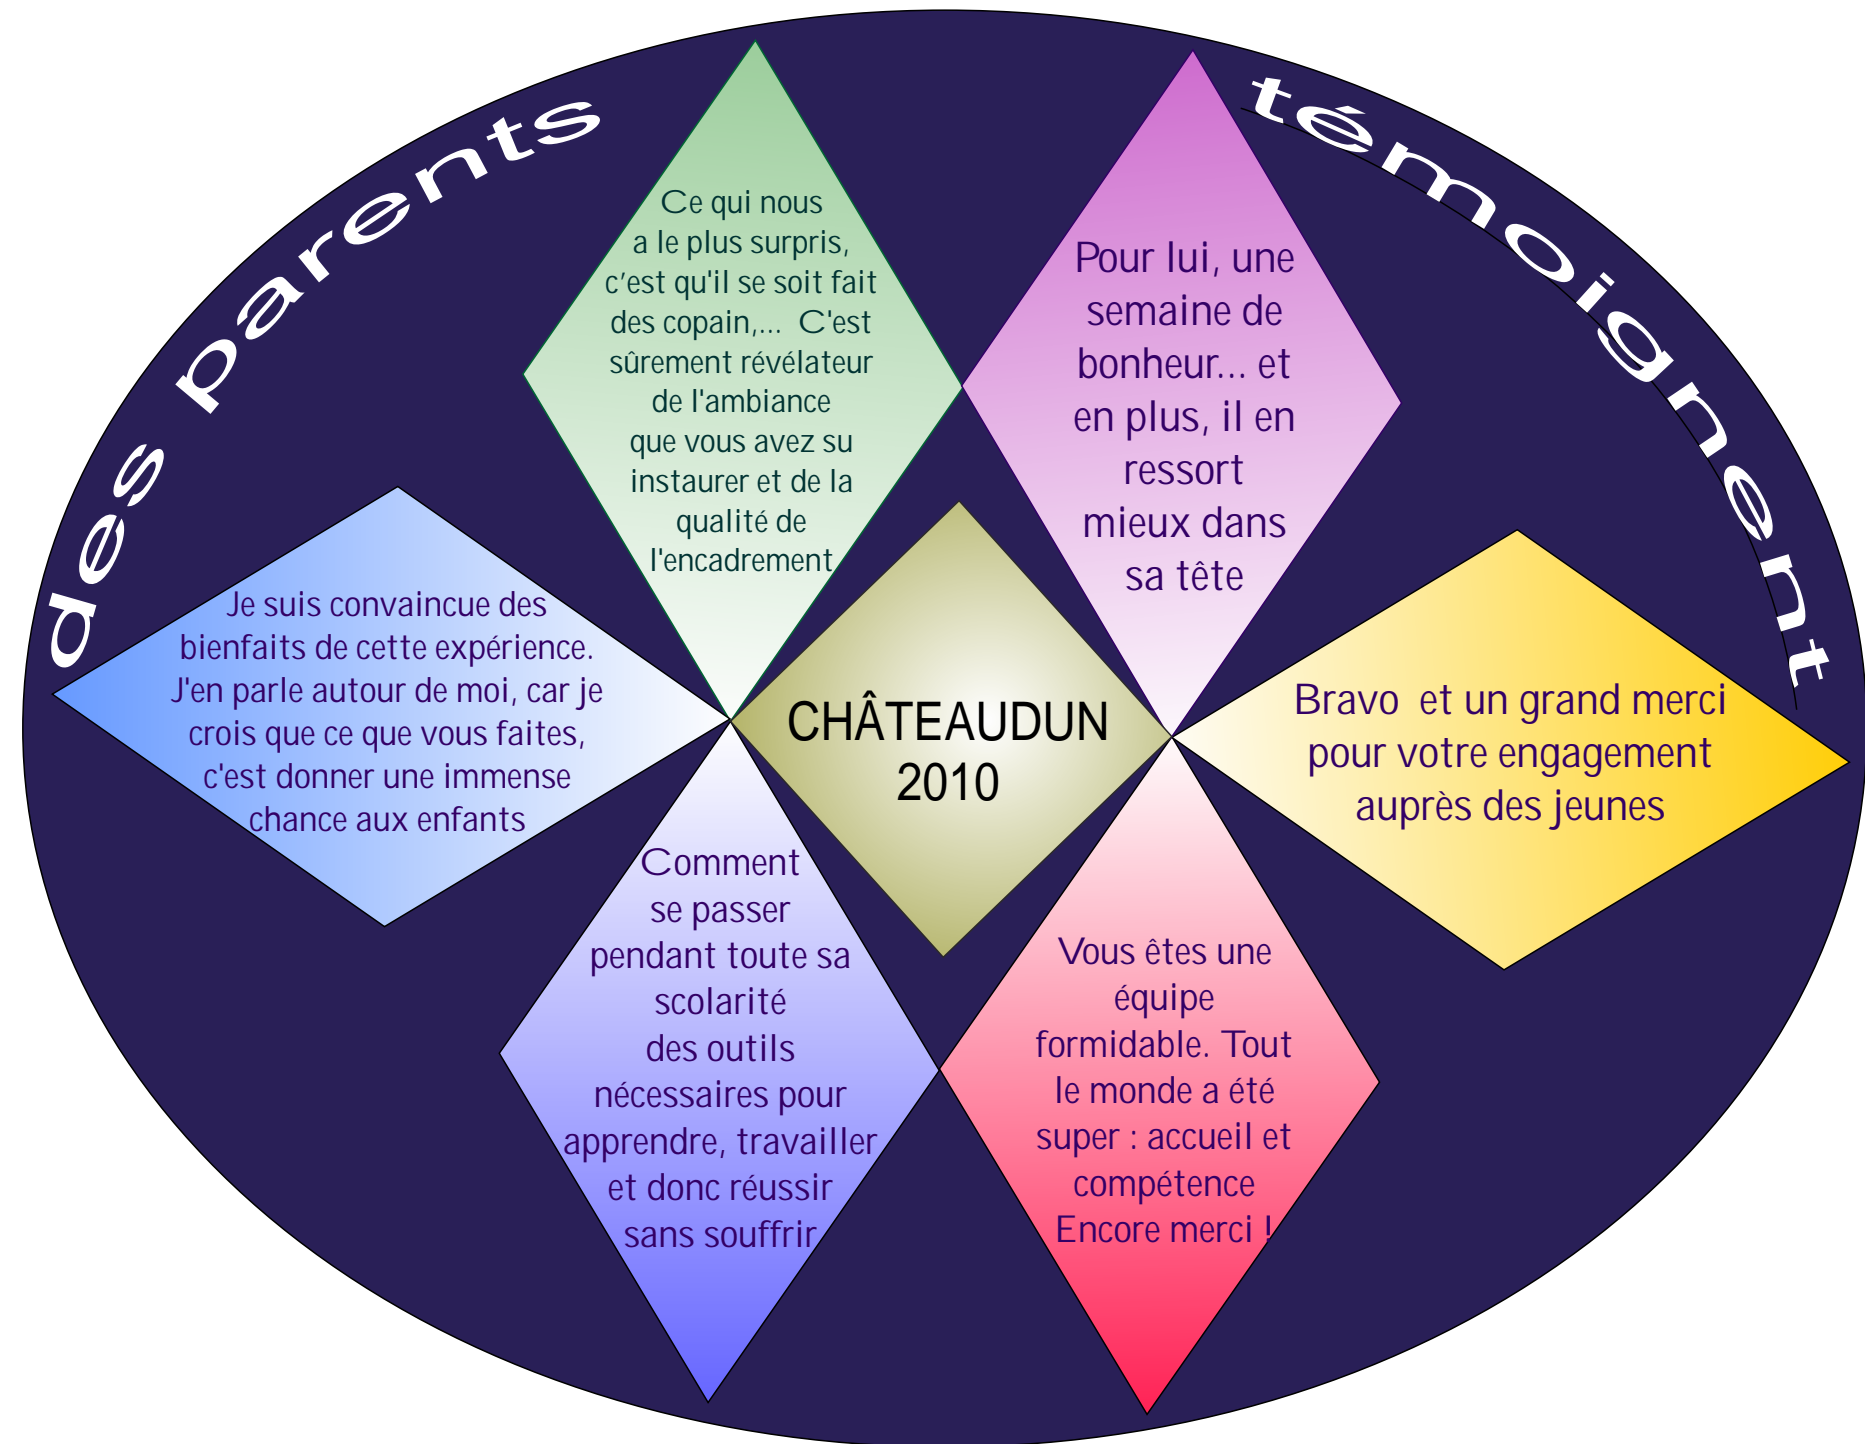 des parents
témoignent
Ce qui nous
a le plus surpris,
c’est qu'il se soit fait
des copain,... C'est
sûrement révélateur
de l'ambiance
que vous avez su
instaurer et de la
qualité de
l'encadrement
Pour lui, une
semaine de
bonheur... et
en plus, il en
ressort
mieux dans
sa tête
Je suis convaincue des
bienfaits de cette expérience.
J'en parle autour de moi, car je
crois que ce que vous faites,
c'est donner une immense
chance aux enfants
CHÂTEAUDUN
2010
Bravo et un grand merci
pour votre engagement
auprès des jeunes
Comment
se passer
pendant toute sa
scolarité
des outils
nécessaires pour
apprendre, travailler
et donc réussir
sans souffrir
Vous êtes une
équipe
formidable. Tout
le monde a été
super : accueil et
compétence
Encore merci !